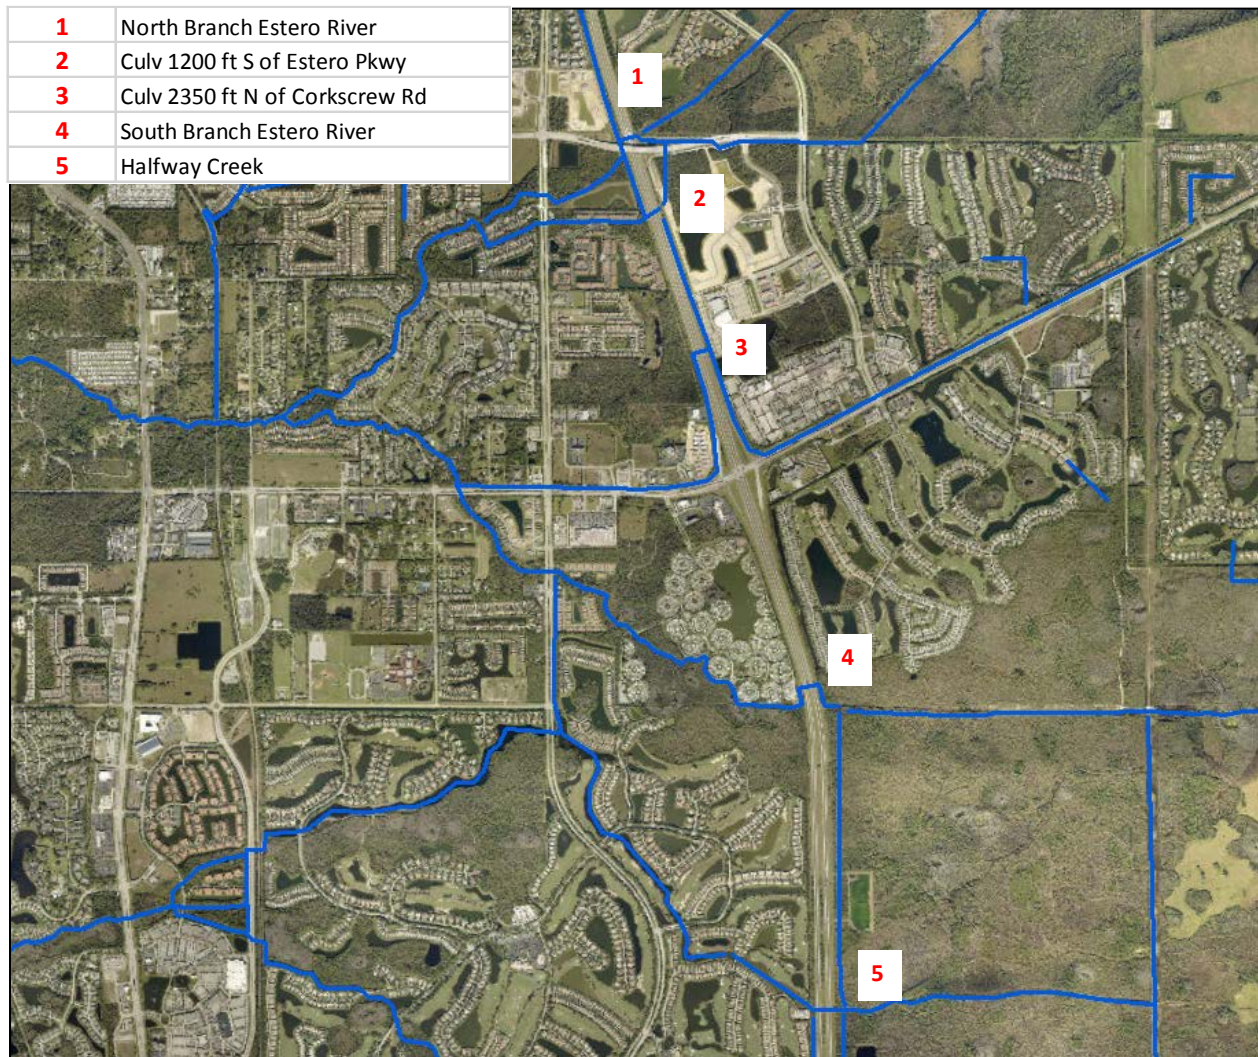 1 North Branch Estero River
2 Culv 1200 ft S of Estero Pkwy
3 Culv 2350 ft N of Corkscrew Rd
4 South Branch Estero River
5 Halfway Creek
1
2
3
4
5